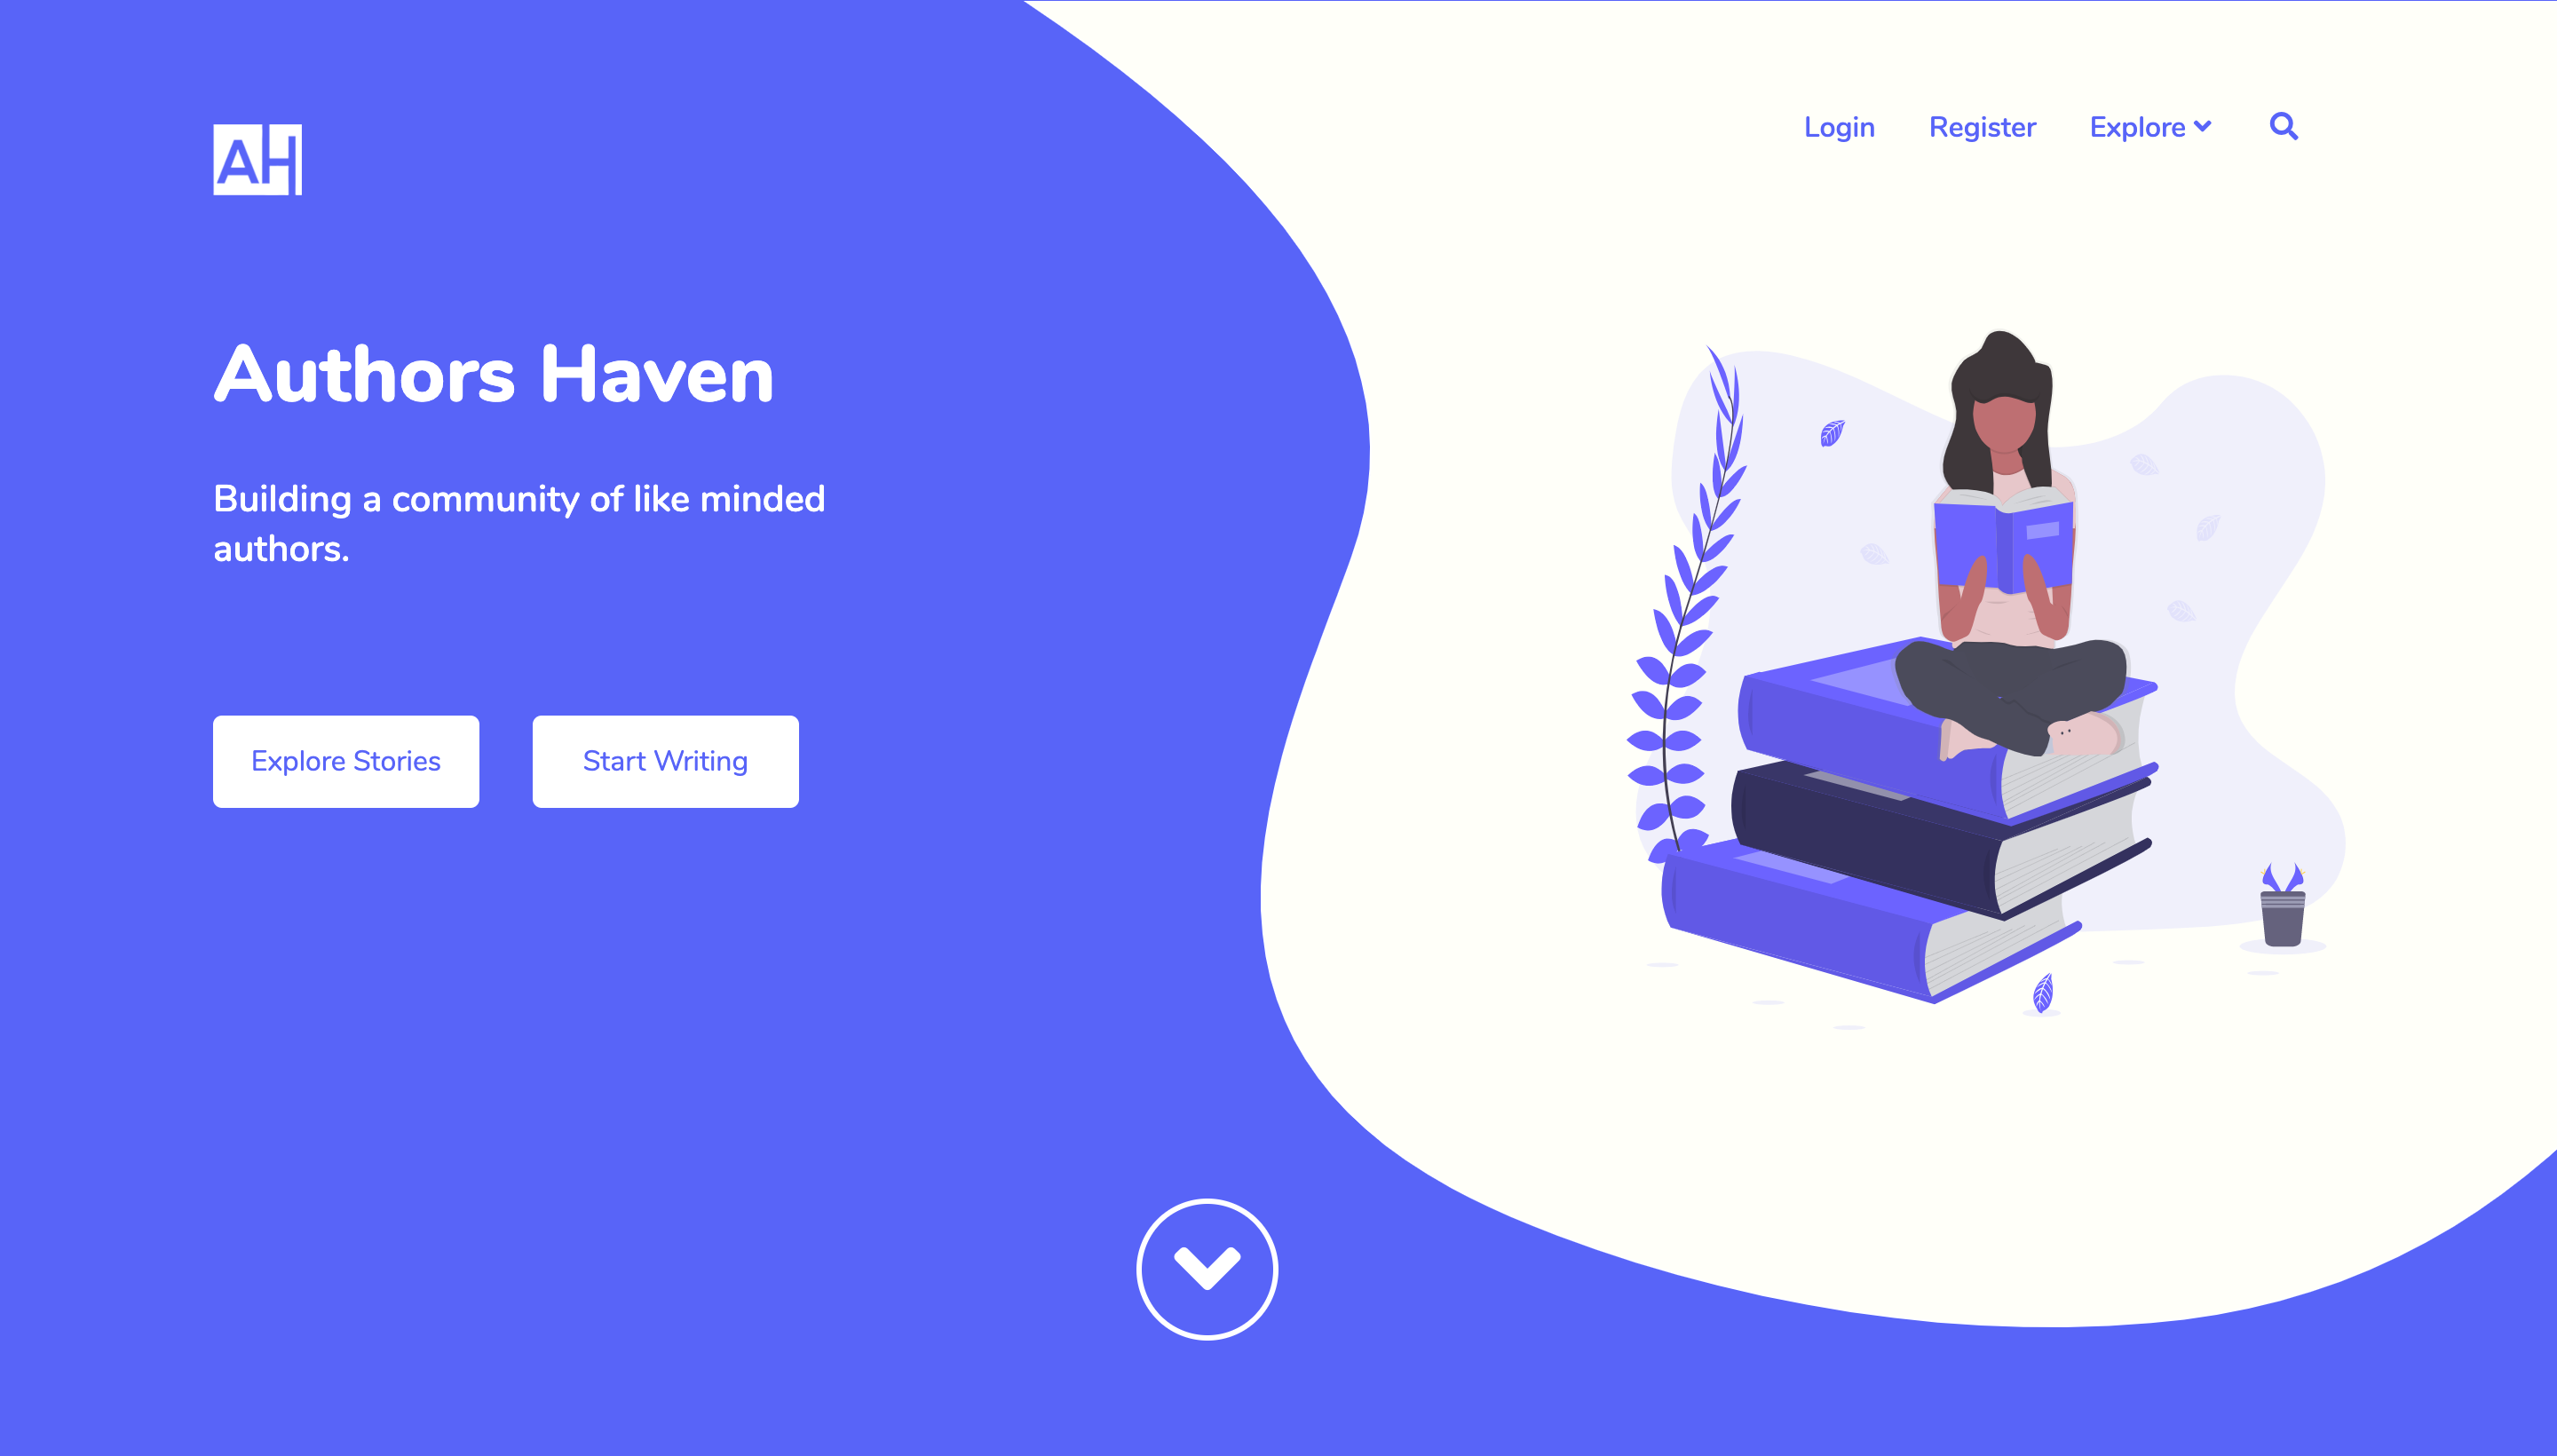 AH
Login Register Explore
Authors Haven
Building a community of like minded
authors.
Explore Stories Start Writing